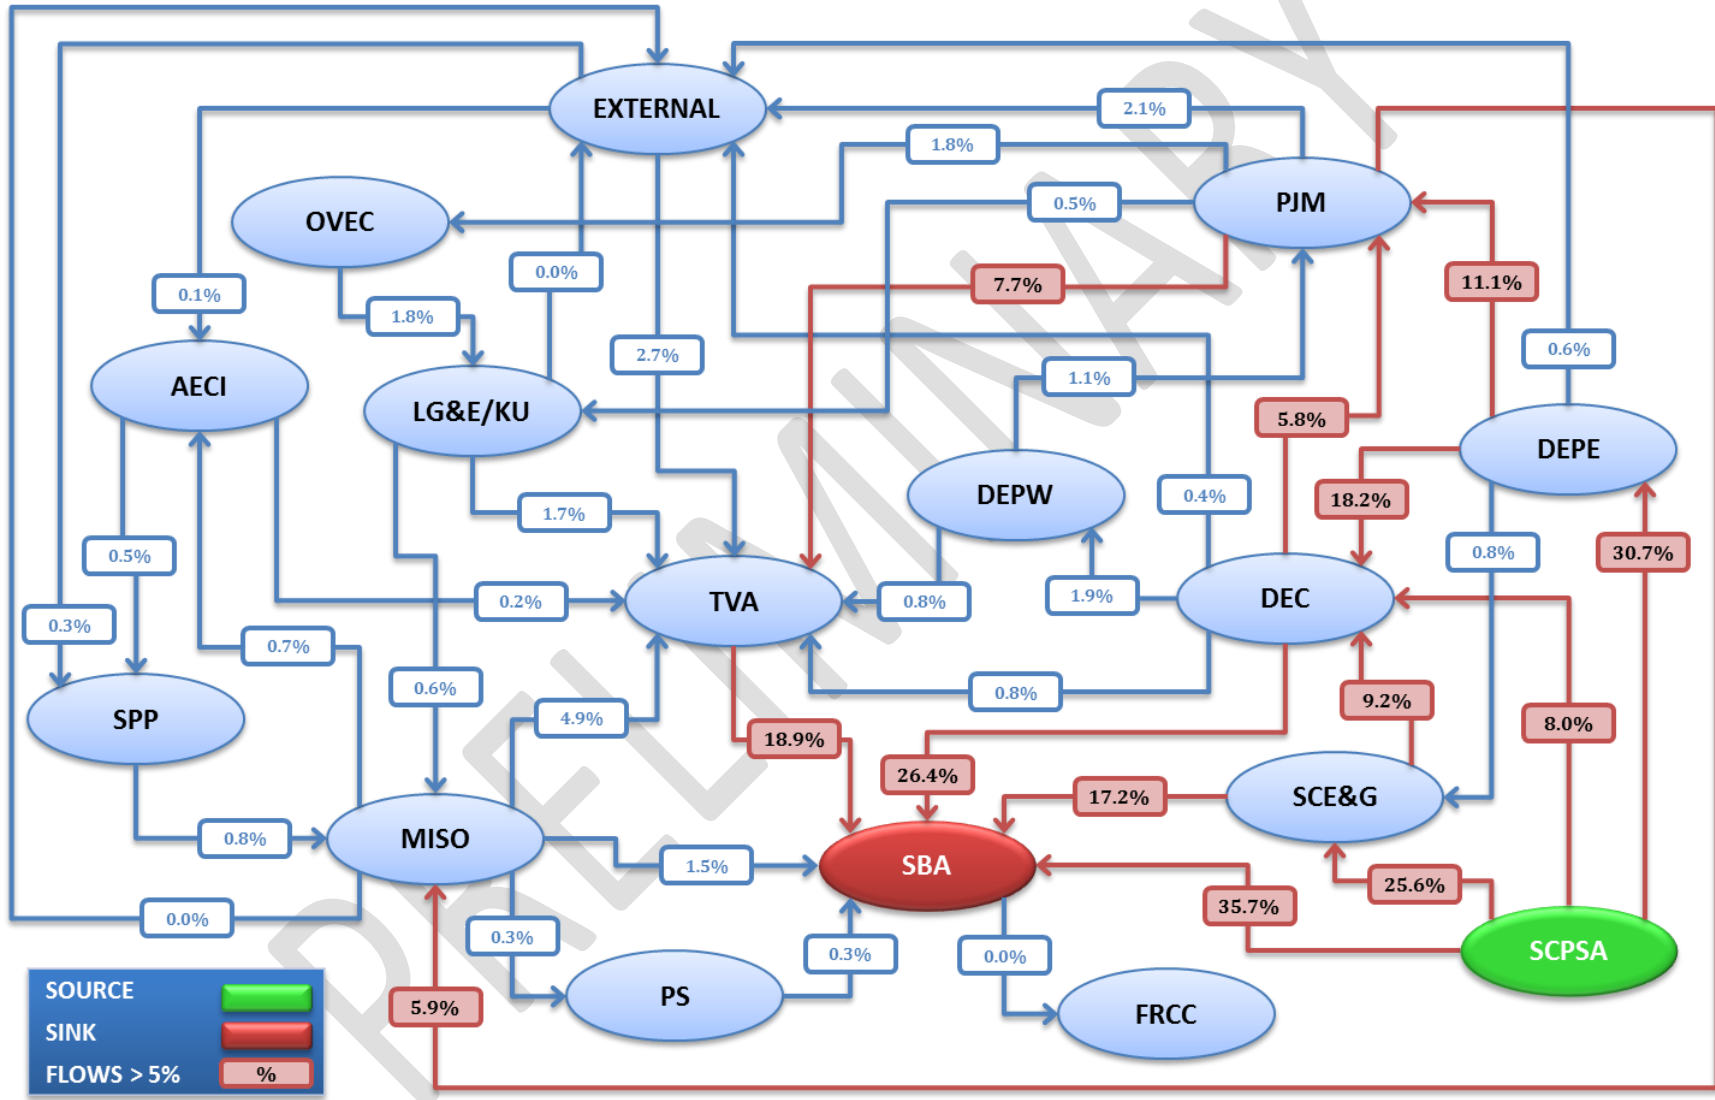 EXTERNAL
2.1%
1.8%
PJM
0.5%
OVEC
0.0%
7.7%
11.1%
0.1%
1.8%
2.7%
0.6%
1.1%
AECI
LG&E/KU
5.8%
DEPE
DEPW
0.4%
18.2%
1.7%
0.5%
0.8%
30.7%
TVA
0.2%
0.8%
1.9%
DEC
0.3%
0.7%
0.6%
0.8%
9.2%
SPP
4.9%
18.9%
8.0%
26.4%
17.2%
SCE&G
0.8%
MISO
1.5%
SBA
25.6%
35.7%
0.0%
0.3%
0.3%
0.0%
SCPSA
SOURCE
PS
5.9%
FRCC
SINK
FLOWS > 5%
%
PRELIMINARY